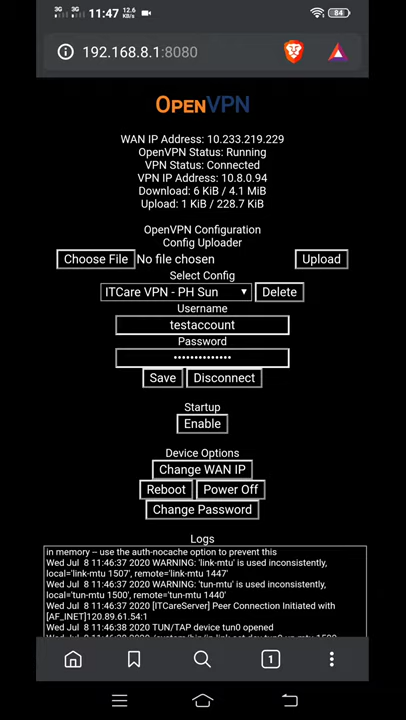 3G 3G 11:47 12.6 KB/s 84
192.168.8.1:8080
OPENVPN
WAN IP Address: 10.233.219.229
OpenVPN Status: Running
VPN Status: Connected
VPN IP Address: 10.8.0.94
Download: 6 KiB / 4.1 MiB
Upload: 1 KiB / 228.7 KiB
OpenVPN Configuration
Config Uploader
Choose File No file chosen Upload
Select Config
ITCare VPN - PH Sun Delete
Username
testaccount
Password
••••••••••••••
Save Disconnect
Startup
Enable
Device Options
Change WAN IP
Reboot Power Off
Change Password
Logs
in memory -- use the auth-nocache option to prevent this
Wed Jul 8 11:46:37 2020 WARNING: 'link-mtu' is used inconsistently,
local='link-mtu 1507', remote='link-mtu 1447'
Wed Jul 8 11:46:37 2020 WARNING: 'tun-mtu' is used inconsistently,
local='tun-mtu 1500', remote='tun-mtu 1440'
Wed Jul 8 11:46:37 2020 [ITCareServer] Peer Connection Initiated with
[AF_INET]120.89.61.54:1
Wed Jul 8 11:46:38 2020 TUN/TAP device tun0 opened
1